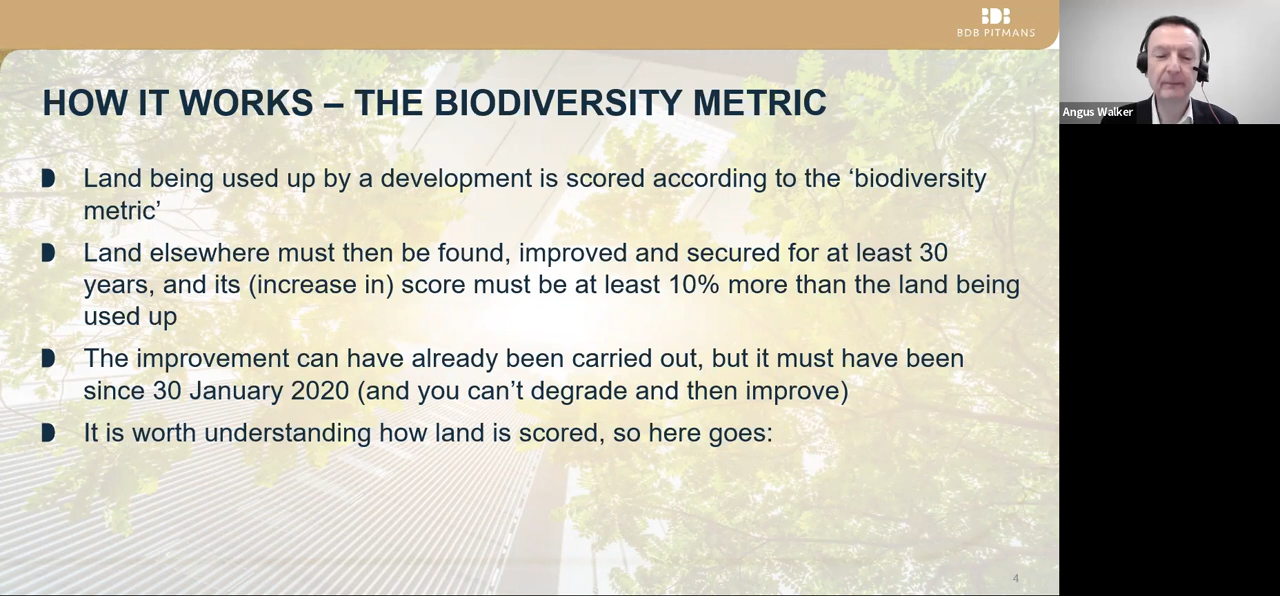 BDB
BDB PITMANS
HOW IT WORKS – THE BIODIVERSITY METRIC
Land being used up by a development is scored according to the ‘biodiversity
metric’
Land elsewhere must then be found, improved and secured for at least 30
years, and its (increase in) score must be at least 10% more than the land being
used up
The improvement can have already been carried out, but it must have been
since 30 January 2020 (and you can’t degrade and then improve)
It is worth understanding how land is scored, so here goes:
4
Angus Walker